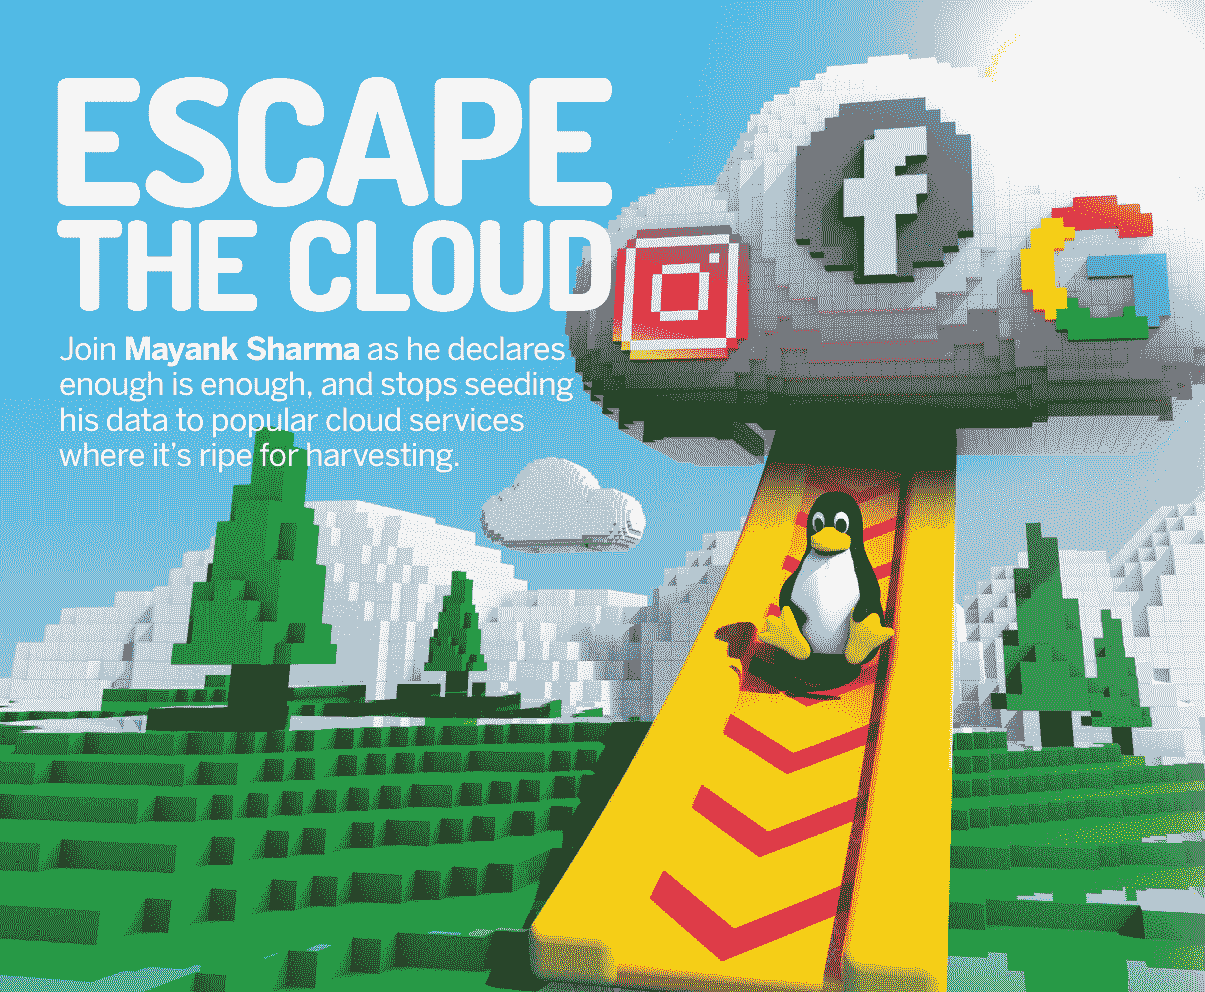 ESCAPE
THE CLOUD
Join Mayank Sharma as he declares
enough is enough, and stops seeding
his data to popular cloud services
where it's ripe for harvesting.